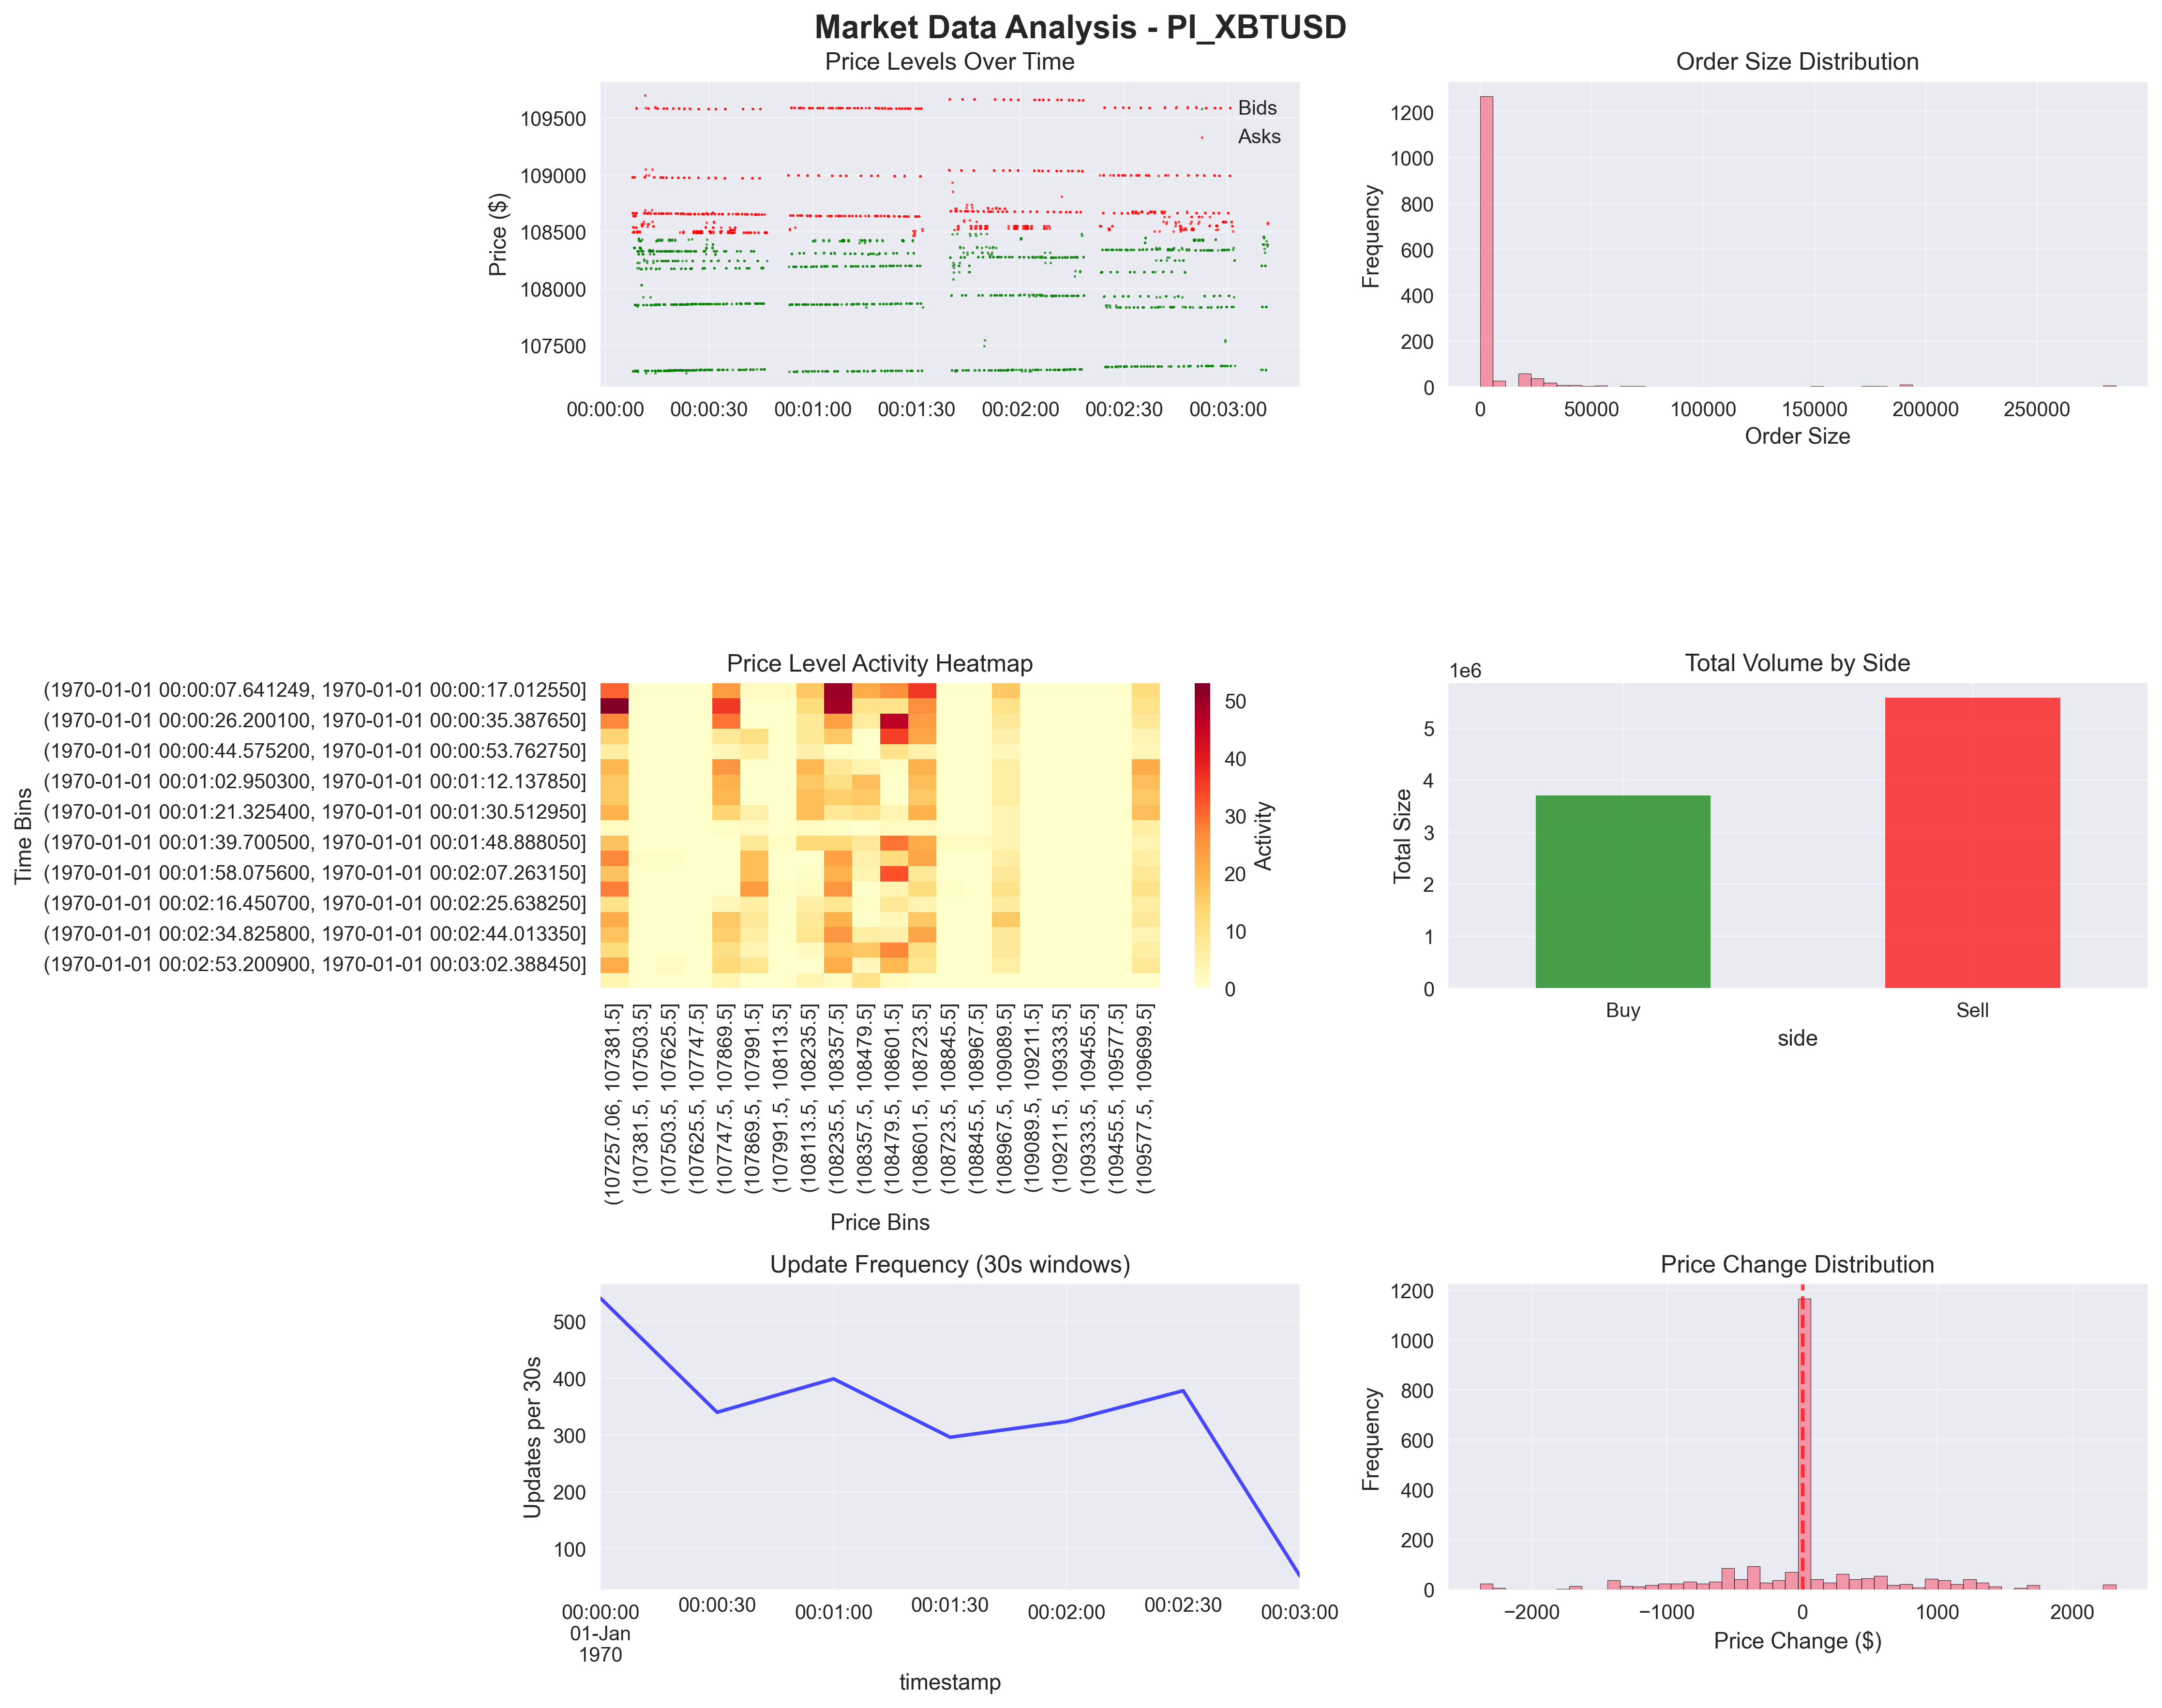 Market Data Analysis - PI_XBTUSD
Price Levels Over Time
Price ($)
109500
109000
108500
108000
107500
Bids
Asks
00:00:00 00:00:30 00:01:00 00:01:30 00:02:00 00:02:30 00:03:00
Order Size Distribution
Frequency
1200
1000
800
600
400
200
0
0 50000 100000 150000 200000 250000
Order Size
Price Level Activity Heatmap
Time Bins
(1970-01-01 00:00:07.641249, 1970-01-01 00:00:17.012550]
(1970-01-01 00:00:26.200100, 1970-01-01 00:00:35.387650]
(1970-01-01 00:00:44.575200, 1970-01-01 00:00:53.762750]
(1970-01-01 00:01:02.950300, 1970-01-01 00:01:12.137850]
(1970-01-01 00:01:21.325400, 1970-01-01 00:01:30.512950]
(1970-01-01 00:01:39.700500, 1970-01-01 00:01:48.888050]
(1970-01-01 00:01:58.075600, 1970-01-01 00:02:07.263150]
(1970-01-01 00:02:16.450700, 1970-01-01 00:02:25.638250]
(1970-01-01 00:02:34.825800, 1970-01-01 00:02:44.013350]
(1970-01-01 00:02:53.200900, 1970-01-01 00:03:02.388450]
(107257.06, 107381.5]
(107381.5, 107503.5]
(107503.5, 107625.5]
(107625.5, 107747.5]
(107747.5, 107869.5]
(107869.5, 107991.5]
(107991.5, 108113.5]
(108113.5, 108235.5]
(108235.5, 108357.5]
(108357.5, 108479.5]
(108479.5, 108601.5]
(108601.5, 108723.5]
(108723.5, 108845.5]
(108845.5, 108967.5]
(108967.5, 109089.5]
(109089.5, 109211.5]
(109211.5, 109333.5]
(109333.5, 109455.5]
(109455.5, 109577.5]
(109577.5, 109699.5]
Price Bins
50
40
30
20
10
0
Activity
Total Volume by Side
1e6
Total Size
5
4
3
2
1
0
Buy Sell
side
Update Frequency (30s windows)
Updates per 30s
500
400
300
200
100
00:00:00 00:00:30 00:01:00 00:01:30 00:02:00 00:02:30 00:03:00
01-Jan
1970
timestamp
Price Change Distribution
Frequency
1200
1000
800
600
400
200
0
−2000 −1000 0 1000 2000
Price Change ($)